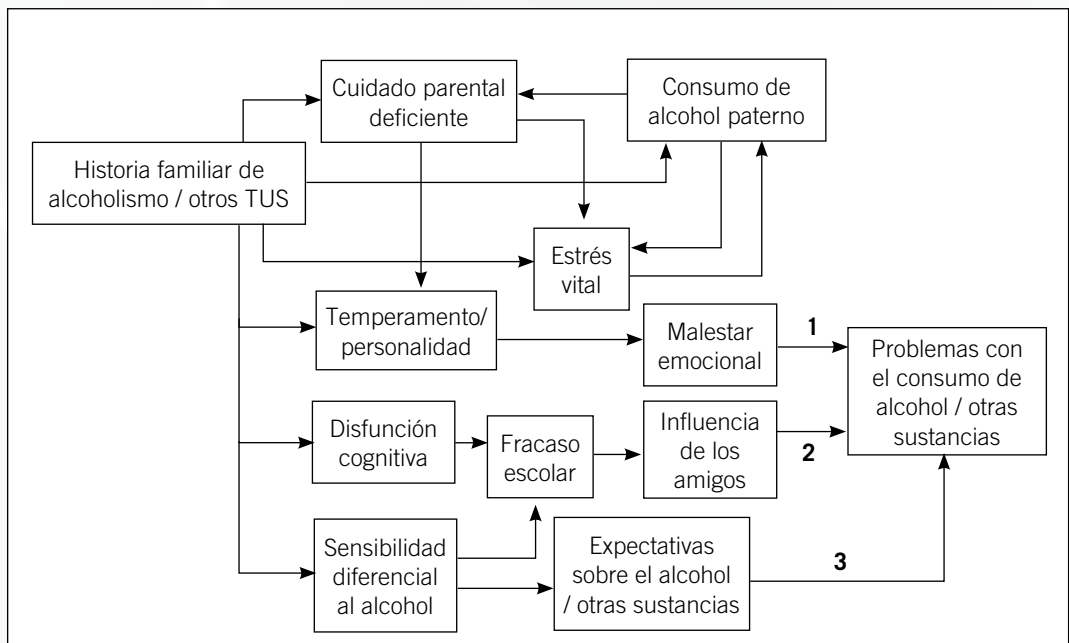 Cuidado parental
deficiente
Consumo de
alcohol paterno
Historia familiar de
alcoholismo / otros TUS
Estrés
vital
Temperamento/
personalidad
Malestar
emocional
1
Problemas con
el consumo de
alcohol / otras
sustancias
Disfunción
cognitiva
Fracaso
escolar
Influencia
de los
amigos
2
Sensibilidad
diferencial
al alcohol
Expectativas
sobre el alcohol
/ otras sustancias
3